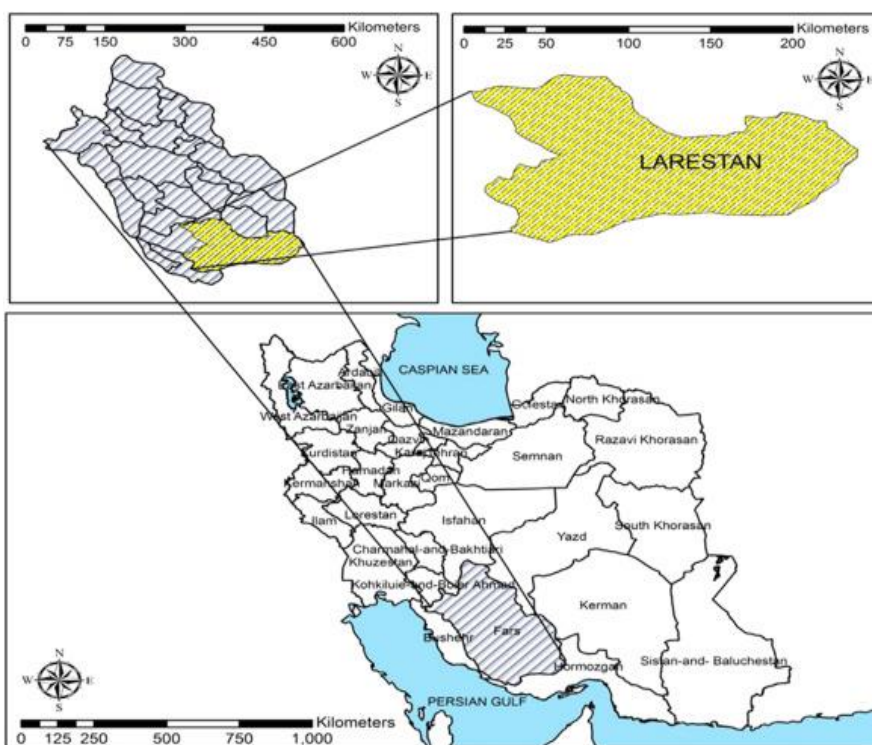 Kilometers
0 75 150 300 450 600
N
W E
S
Kilometers
0 25 50 100 150 200
N
W E
S
LARESTAN
CASPIAN SEA
Ardabil
East Azarbaijan
Gilan
Golestan
North Khorasan
West Azarbaijan
Zanjan
Mazandaran
Razavi Khorasan
Qazvin
Kurdistan
Semnan
Hamadan
Qom
Kermanshah
Markazi
Lorestan
Ilam
Isfahan
Yazd
South Khorasan
Charmahal-and-Bakhtiari
Khuzestan
Kohkiluie-and-Boier Ahmad
Kerman
Fars
Bushehr
Hormozgan
Sistan-and- Baluchestan
N
W E
S
PERSIAN GULF
Kilometers
0 125 250 500 750 1,000